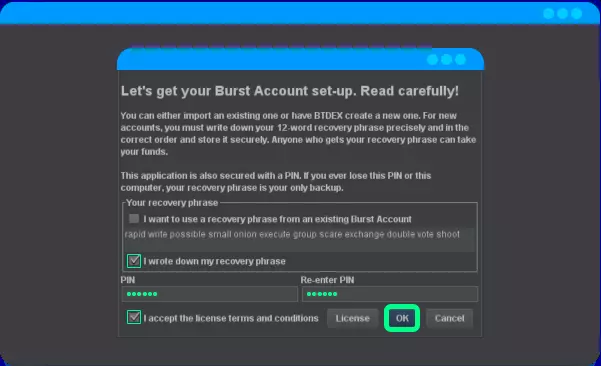 Let's get your Burst Account set-up. Read carefully!
You can either import an existing one or have BTDEX create a new one. For new
accounts, you must write down your 12-word recovery phrase precisely and in the
correct order and store it securely. Anyone who gets your recovery phrase can take
your funds.
This application is also secured with a PIN. If you ever lose this PIN or this
computer, your recovery phrase is your only backup.
Your recovery phrase
I want to use a recovery phrase from an existing Burst Account
rapid write possible small onion execute group scare exchange double vote shoot
I wrote down my recovery phrase
PIN Re-enter PIN
I accept the license terms and conditions License OK Cancel